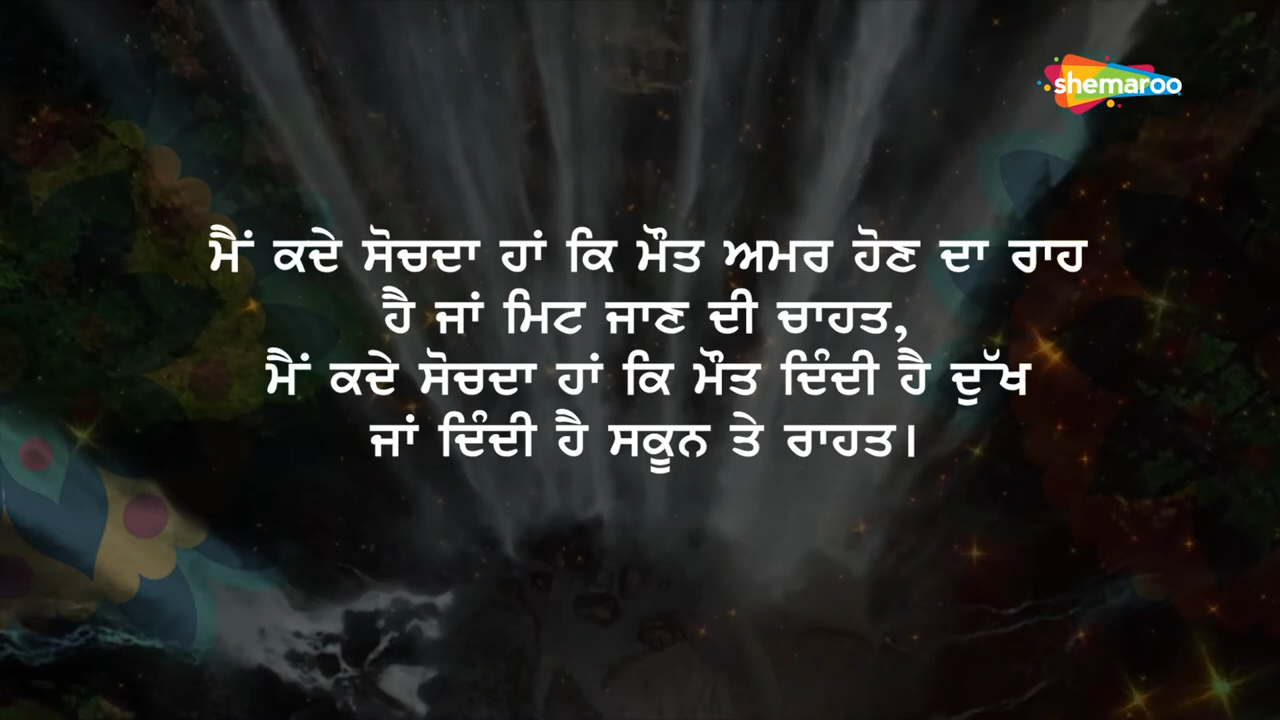 shemaroo
ਮੈਂ ਕਦੇ ਸੋਚਦਾ ਹਾਂ ਕਿ ਮੌਤ ਅਮਰ ਹੋਣ ਦਾ ਰਾਹ
ਹੈ ਜਾਂ ਮਿਟ ਜਾਣ ਦੀ ਚਾਹਤ,
ਮੈਂ ਕਦੇ ਸੋਚਦਾ ਹਾਂ ਕਿ ਮੌਤ ਦਿੰਦੀ ਹੈ ਦੁੱਖ
ਜਾਂ ਦਿੰਦੀ ਹੈ ਸਕੂਨ ਤੇ ਰਾਹਤ।